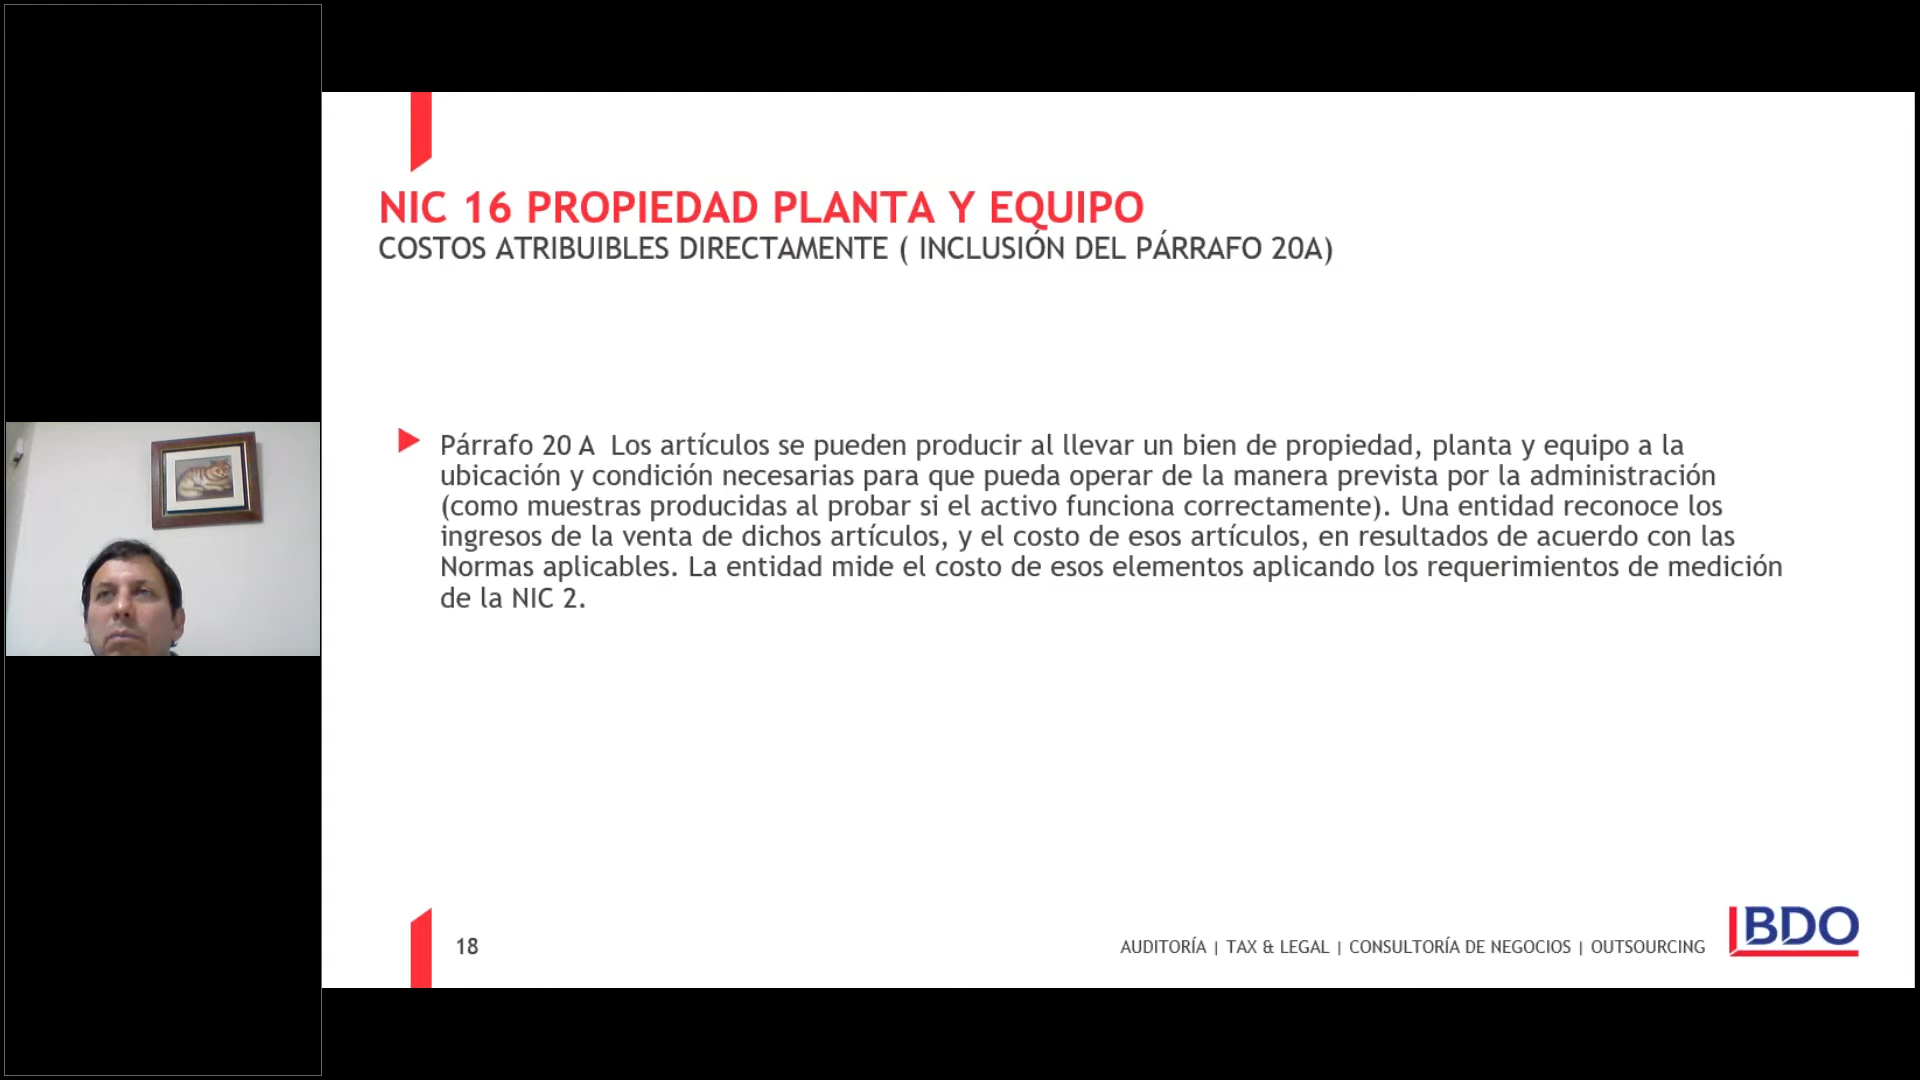 NIC 16 PROPIEDAD PLANTA Y EQUIPO
COSTOS ATRIBUIBLES DIRECTAMENTE ( INCLUSIÓN DEL PÁRRAFO 20A)
Párrafo 20 A Los artículos se pueden producir al llevar un bien de propiedad, planta y equipo a la
ubicación y condición necesarias para que pueda operar de la manera prevista por la administración
(como muestras producidas al probar si el activo funciona correctamente). Una entidad reconoce los
ingresos de la venta de dichos artículos, y el costo de esos artículos, en resultados de acuerdo con las
Normas aplicables. La entidad mide el costo de esos elementos aplicando los requerimientos de medición
de la NIC 2.
18
AUDITORÍA | TAX & LEGAL | CONSULTORÍA DE NEGOCIOS | OUTSOURCING
BDO